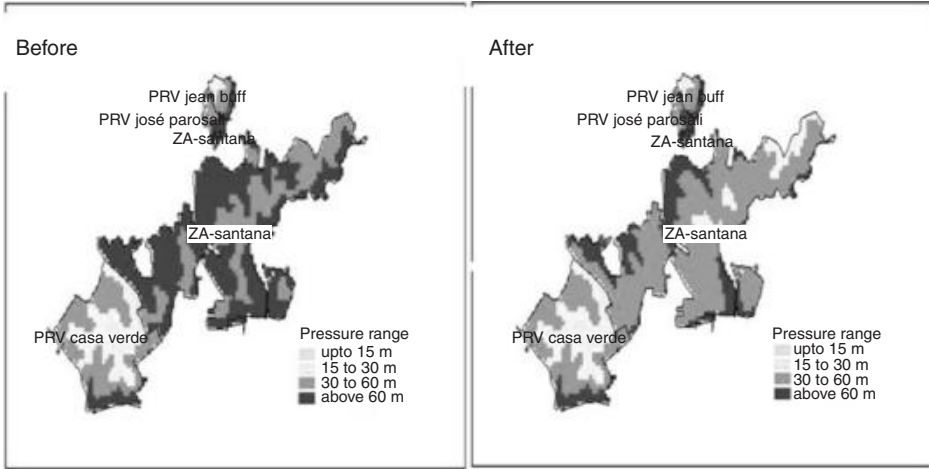 Before
PRV jean buff
PRV josé parosali
ZA-santana
ZA-santana
PRV casa verde
Pressure range
upto 15 m
15 to 30 m
30 to 60 m
above 60 m
After
PRV jean buff
PRV josé parosali
ZA-santana
ZA-santana
PRV casa verde
Pressure range
upto 15 m
15 to 30 m
30 to 60 m
above 60 m